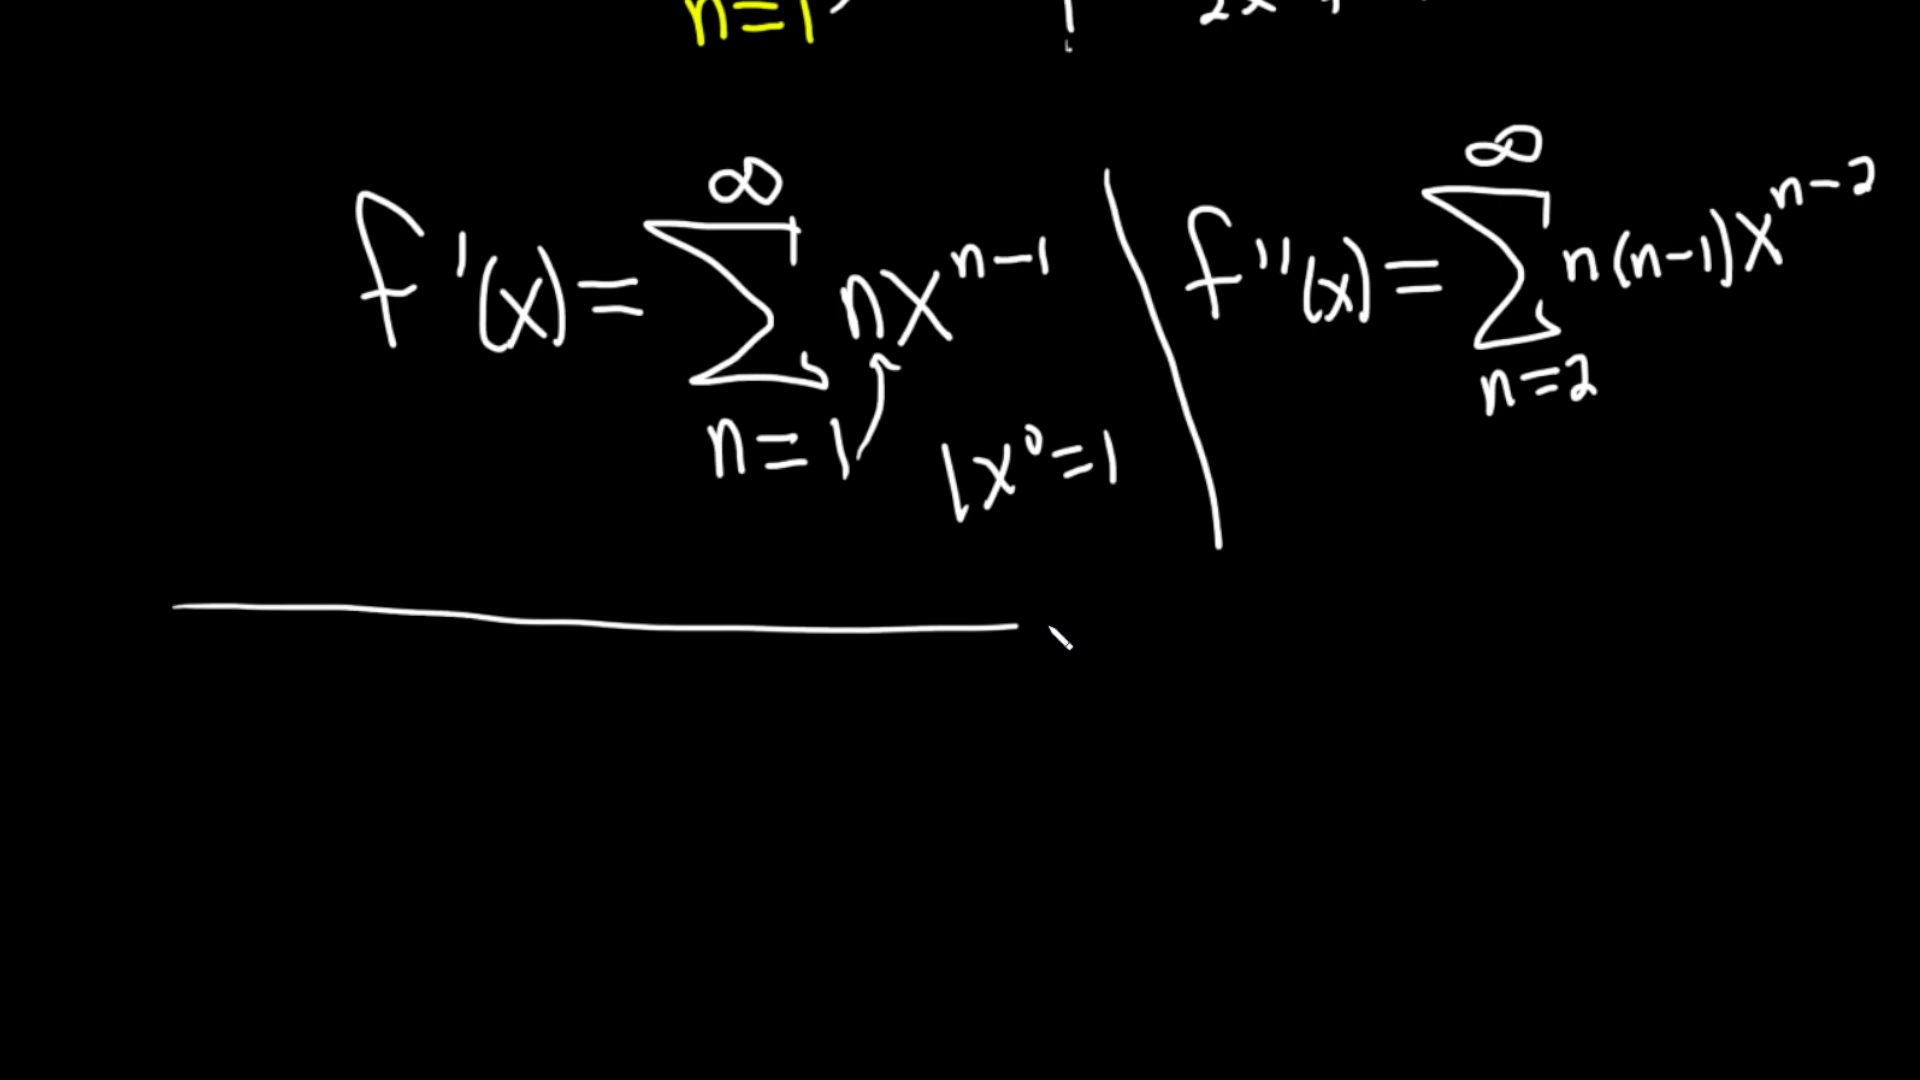 n=1
f'(x) = ∞ Σ n=1 nx^(n-1)
1x^0=1
f''(x) = ∞ Σ n=2 n(n-1)x^(n-2)